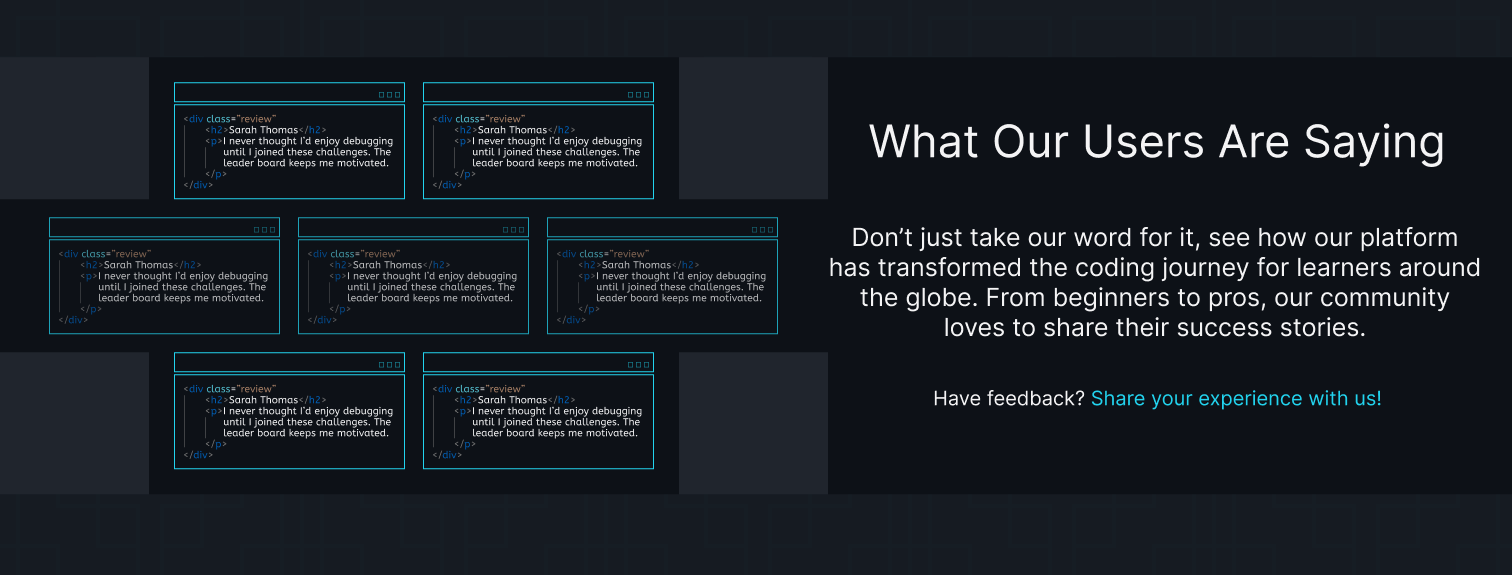 <div class="review"
<h2>Sarah Thomas</h2>
<p>I never thought I'd enjoy debugging
until I joined these challenges. The
leader board keeps me motivated.
</p>
</div>
<div class="review"
<h2>Sarah Thomas</h2>
<p>I never thought I'd enjoy debugging
until I joined these challenges. The
leader board keeps me motivated.
</p>
</div>
<div class="review"
<h2>Sarah Thomas</h2>
<p>I never thought I'd enjoy debugging
until I joined these challenges. The
leader board keeps me motivated.
</p>
</div>
<div class="review"
<h2>Sarah Thomas</h2>
<p>I never thought I'd enjoy debugging
until I joined these challenges. The
leader board keeps me motivated.
</p>
</div>
<div class="review"
<h2>Sarah Thomas</h2>
<p>I never thought I'd enjoy debugging
until I joined these challenges. The
leader board keeps me motivated.
</p>
</div>
<div class="review"
<h2>Sarah Thomas</h2>
<p>I never thought I'd enjoy debugging
until I joined these challenges. The
leader board keeps me motivated.
</p>
</div>
<div class="review"
<h2>Sarah Thomas</h2>
<p>I never thought I'd enjoy debugging
until I joined these challenges. The
leader board keeps me motivated.
</p>
</div>
What Our Users Are Saying
Don’t just take our word for it, see how our platform
has transformed the coding journey for learners around
the globe. From beginners to pros, our community
loves to share their success stories.
Have feedback? Share your experience with us!